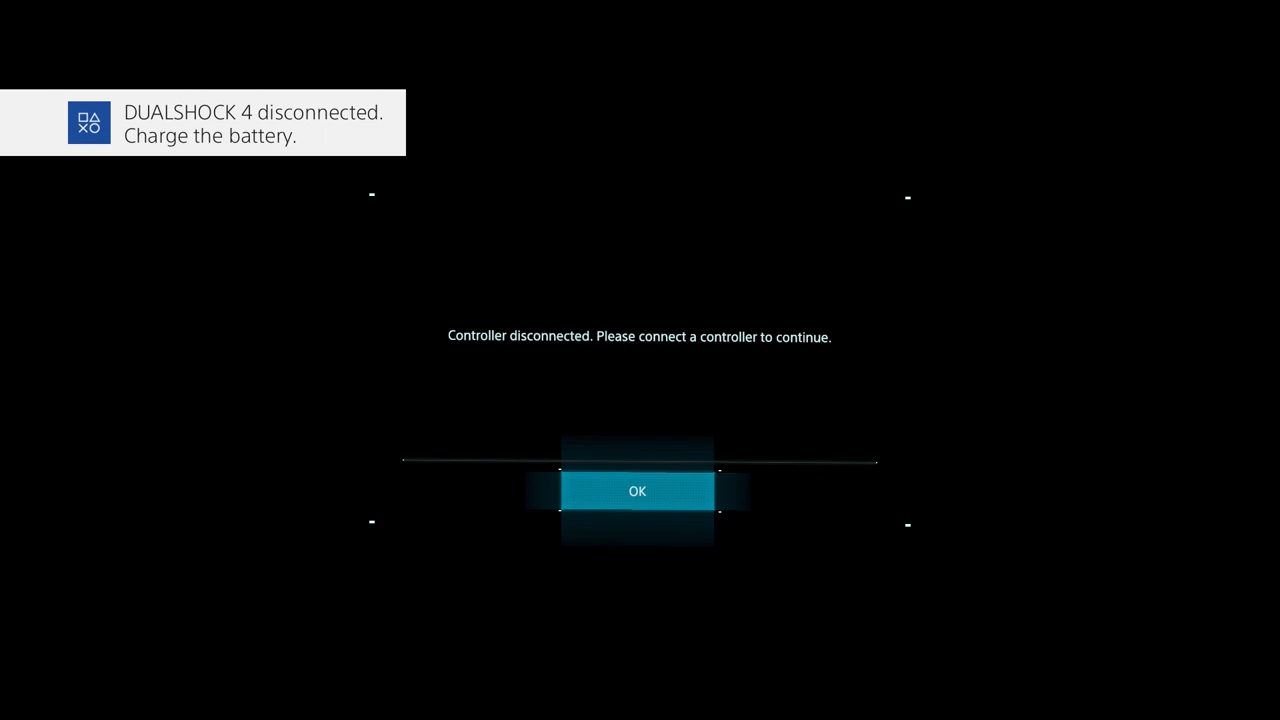 DUALSHOCK 4 disconnected.
Charge the battery.
Controller disconnected. Please connect a controller to continue.
OK